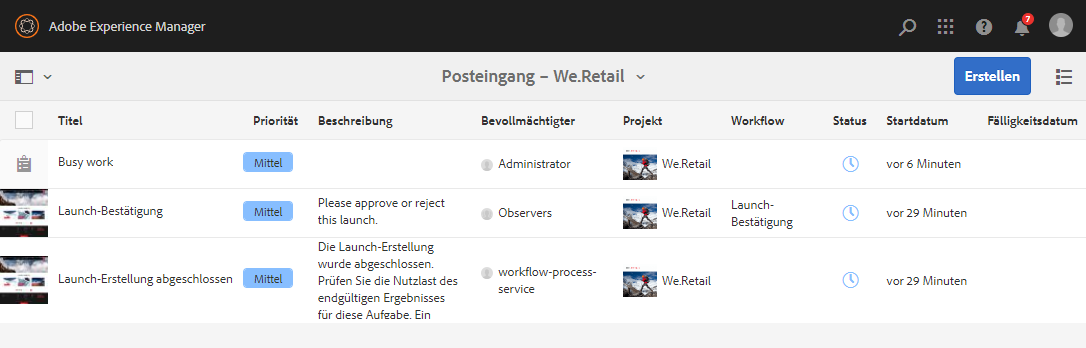 Adobe Experience Manager
7
Posteingang – We.Retail
Erstellen
Titel Priorität Beschreibung Bevollmächtigter Projekt Workflow Status Startdatum Fälligkeitsdatum
Busy work Mittel Administrator We.Retail vor 6 Minuten
Launch-Bestätigung Mittel Please approve or reject
this launch. Observers We.Retail Launch-
Bestätigung vor 29 Minuten
Launch-Erstellung abgeschlossen Mittel Die Launch-Erstellung
wurde abgeschlossen.
Prüfen Sie die Nutzlast des
endgültigen Ergebnisses
für diese Aufgabe. Ein
workflow-process-
service We.Retail vor 29 Minuten